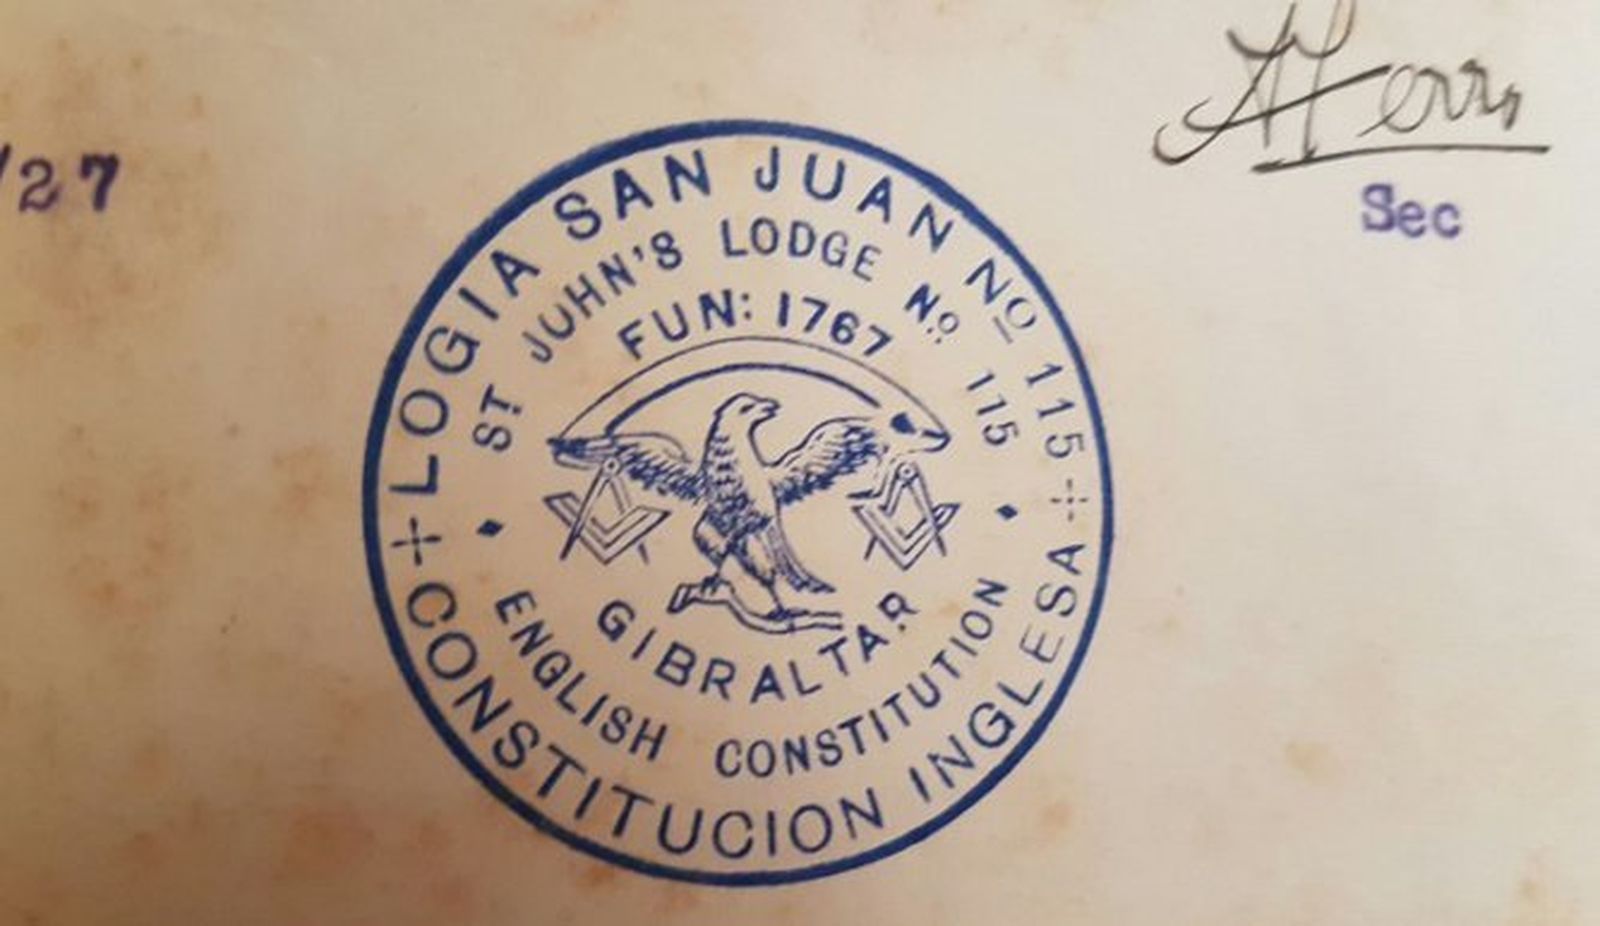 /27
LOGIA SAN JUAN Nº 115
ST JOHN'S LODGE Nº 115
FUN: 1767
GIBRALTAR
ENGLISH CONSTITUTION
CONSTITUCION INGLESA
Sec